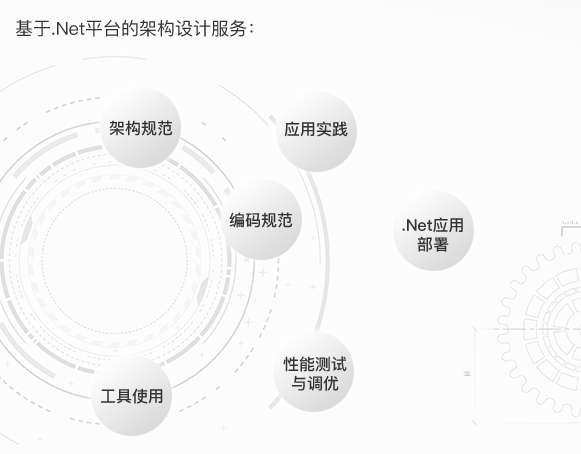 基于.Net平台的架构设计服务：
架构规范
应用实践
编码规范
.Net应用
部署
性能测试
与调优
工具使用